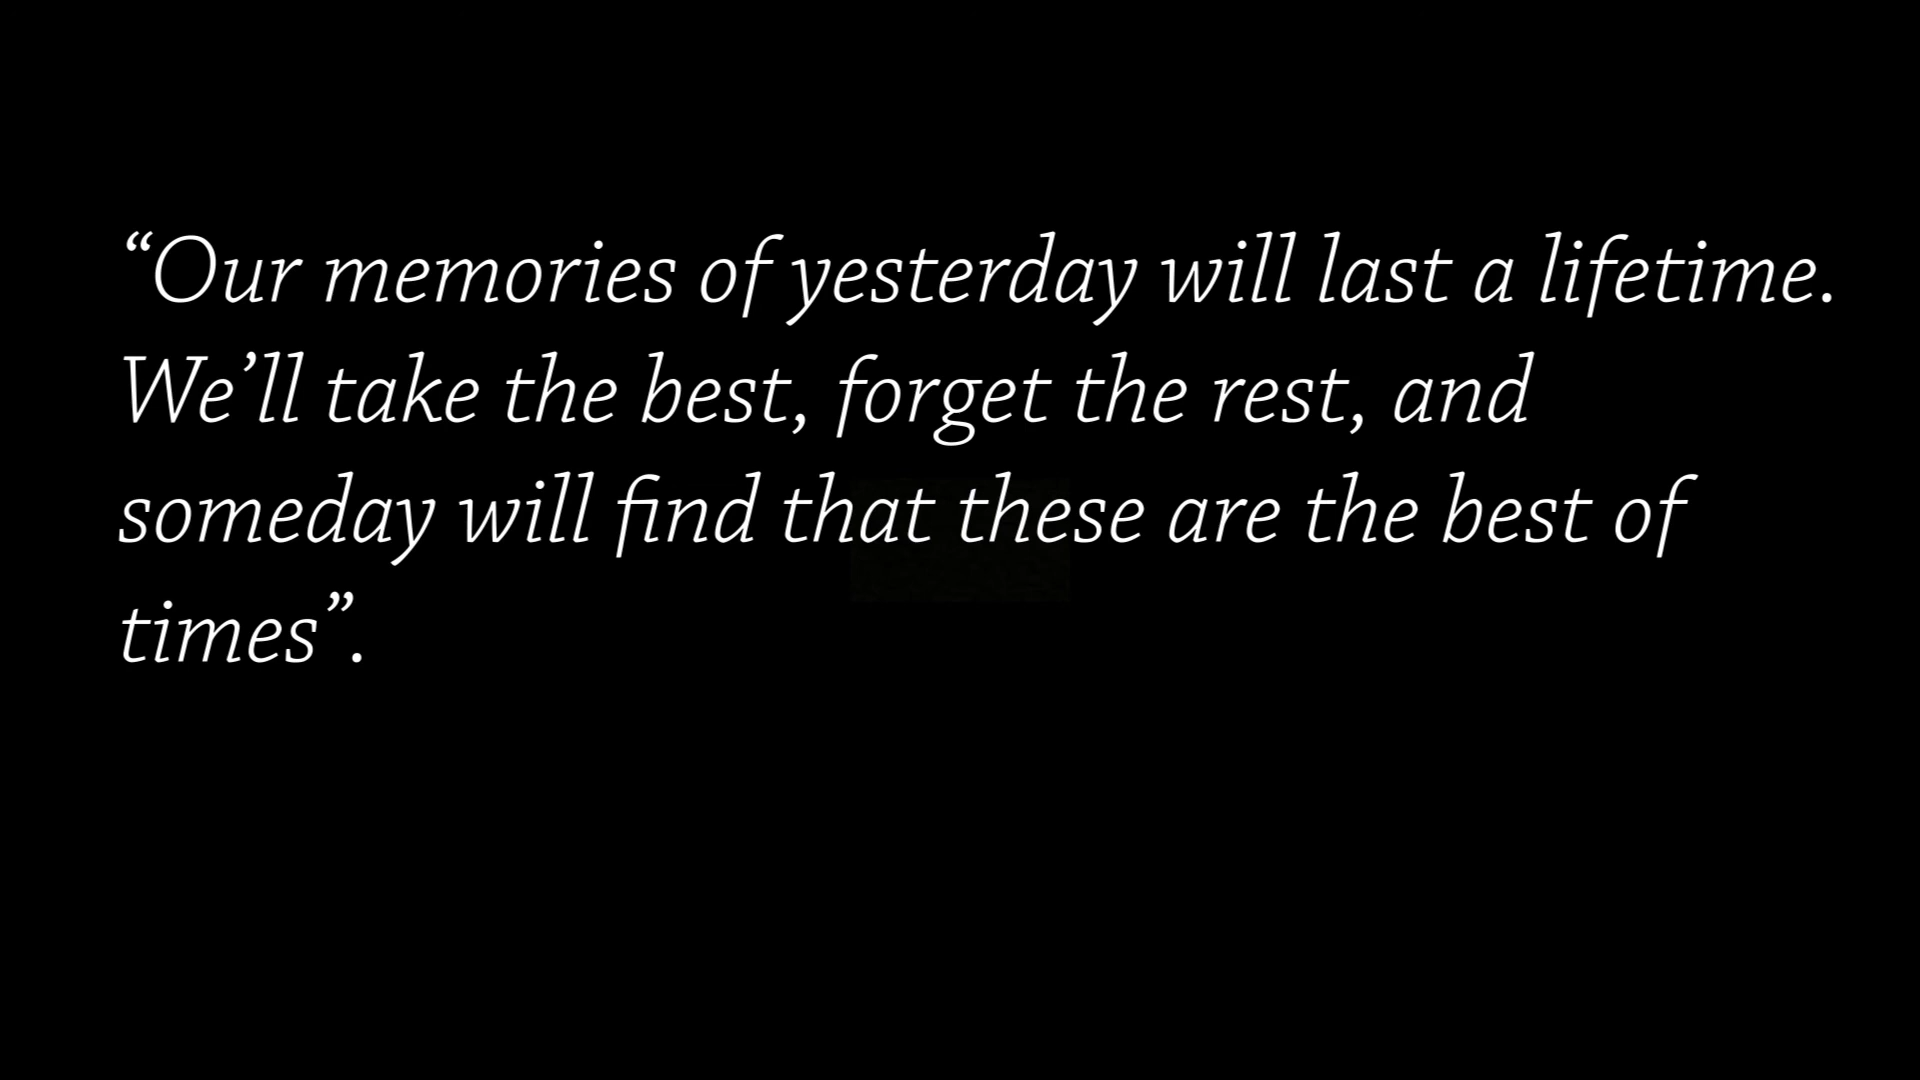 “Our memories of yesterday will last a lifetime.
We’ll take the best, forget the rest, and
someday will find that these are the best of
times”.